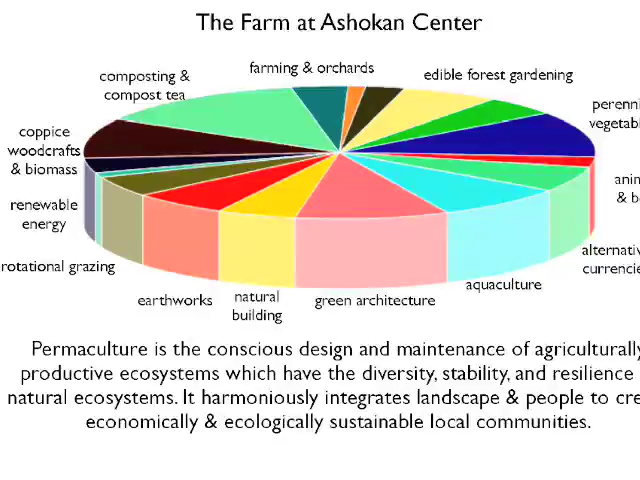 The Farm at Ashokan Center
farming & orchards
edible forest gardening
composting &
compost tea
coppice
woodcrafts
& biomass
renewable
energy
rotational grazing
earthworks
natural
building
green architecture
aquaculture
& b
Permaculture is the conscious design and maintenance of agriculturally
productive ecosystems which have the diversity, stability, and resilience
natural ecosystems. It harmoniously integrates landscape & people to cre
economically & ecologically sustainable local communities.